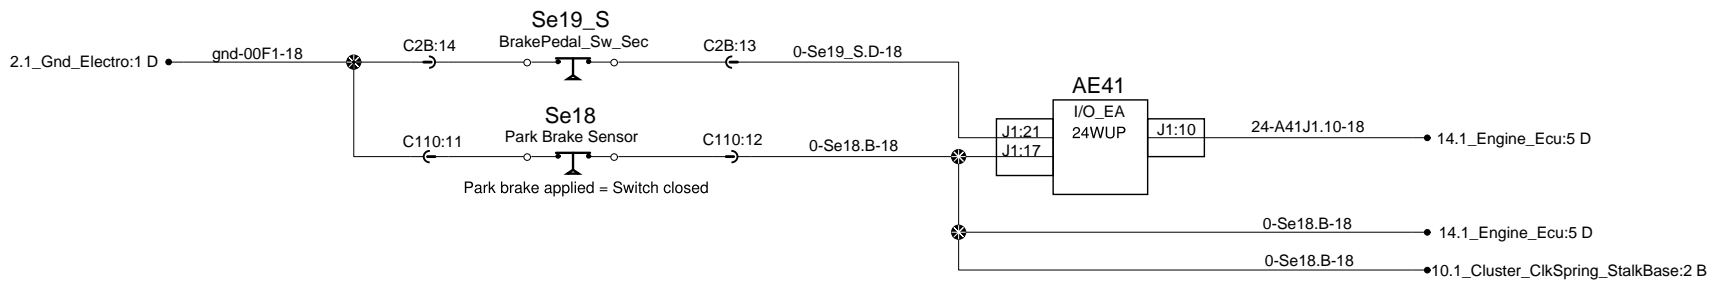 Se19_S
BrakePedal_Sw_Sec
2.1_Gnd_Electro:1 D
gnd-00F1-18
C2B:14
C2B:13
0-Se19_S.D-18
AE41
I/O_EA
24WUP
J1:21
J1:17
J1:10
24-A41J1.10-18
14.1_Engine_Ecu:5 D
Se18
Park Brake Sensor
C110:11
C110:12
0-Se18.B-18
Park brake applied = Switch closed
0-Se18.B-18
14.1_Engine_Ecu:5 D
0-Se18.B-18
10.1_Cluster_ClkSpring_StalkBase:2 B